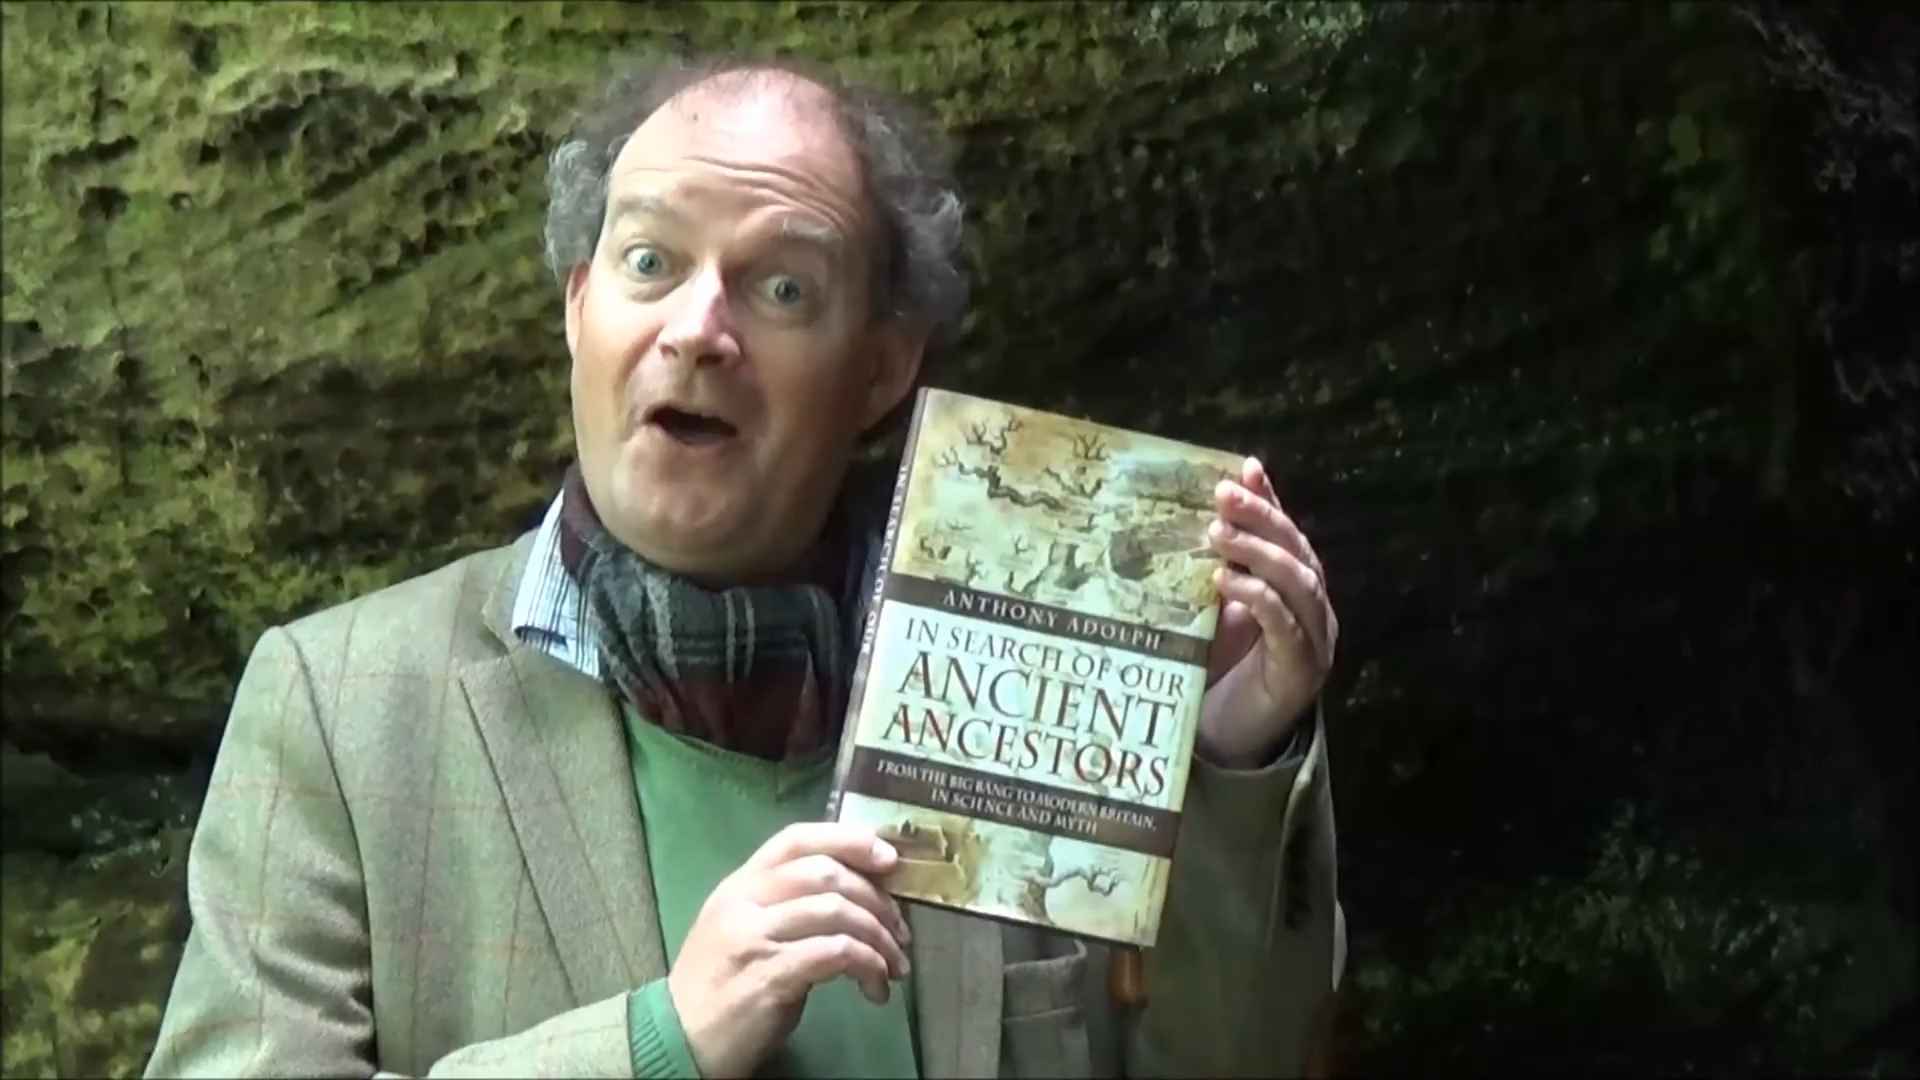 ANTHONY ADOLPH
IN SEARCH OF OUR
ANCIENT
ANCESTORS
FROM THE BIG BANG TO MODERN BRITAIN,
IN SCIENCE AND MYTH
IN SEARCH OF OUR